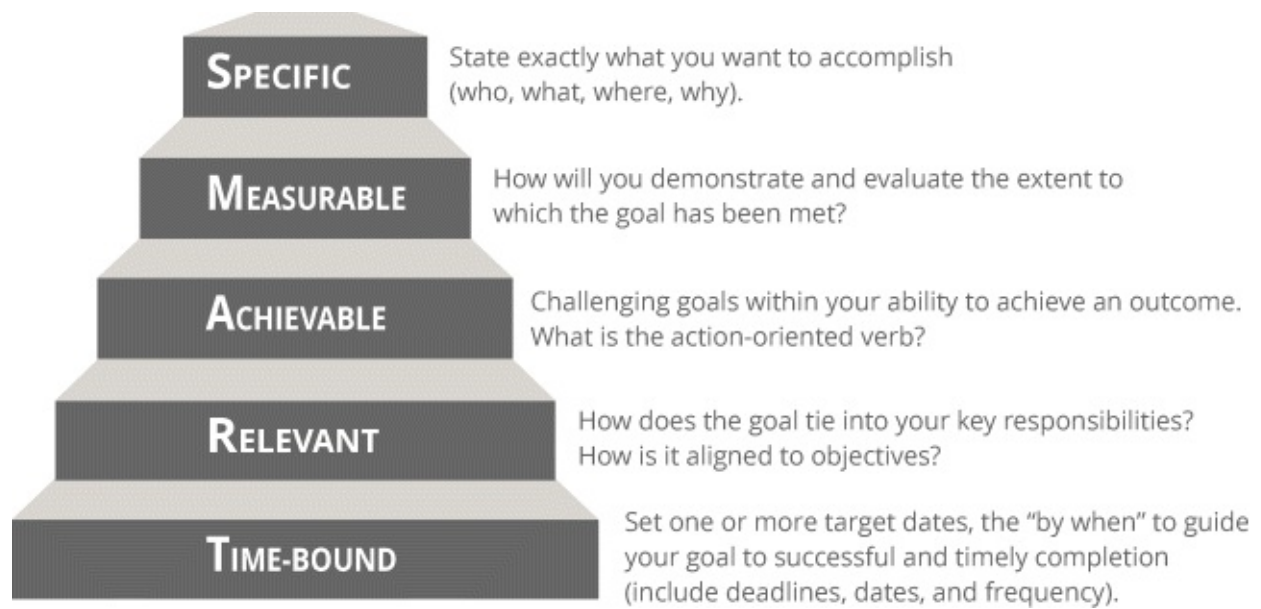 SPECIFIC
State exactly what you want to accomplish
(who, what, where, why).
MEASURABLE
How will you demonstrate and evaluate the extent to
which the goal has been met?
ACHIEVABLE
Challenging goals within your ability to achieve an outcome.
What is the action-oriented verb?
RELEVANT
How does the goal tie into your key responsibilities?
How is it aligned to objectives?
TIME-BOUND
Set one or more target dates, the “by when” to guide
your goal to successful and timely completion
(include deadlines, dates, and frequency).